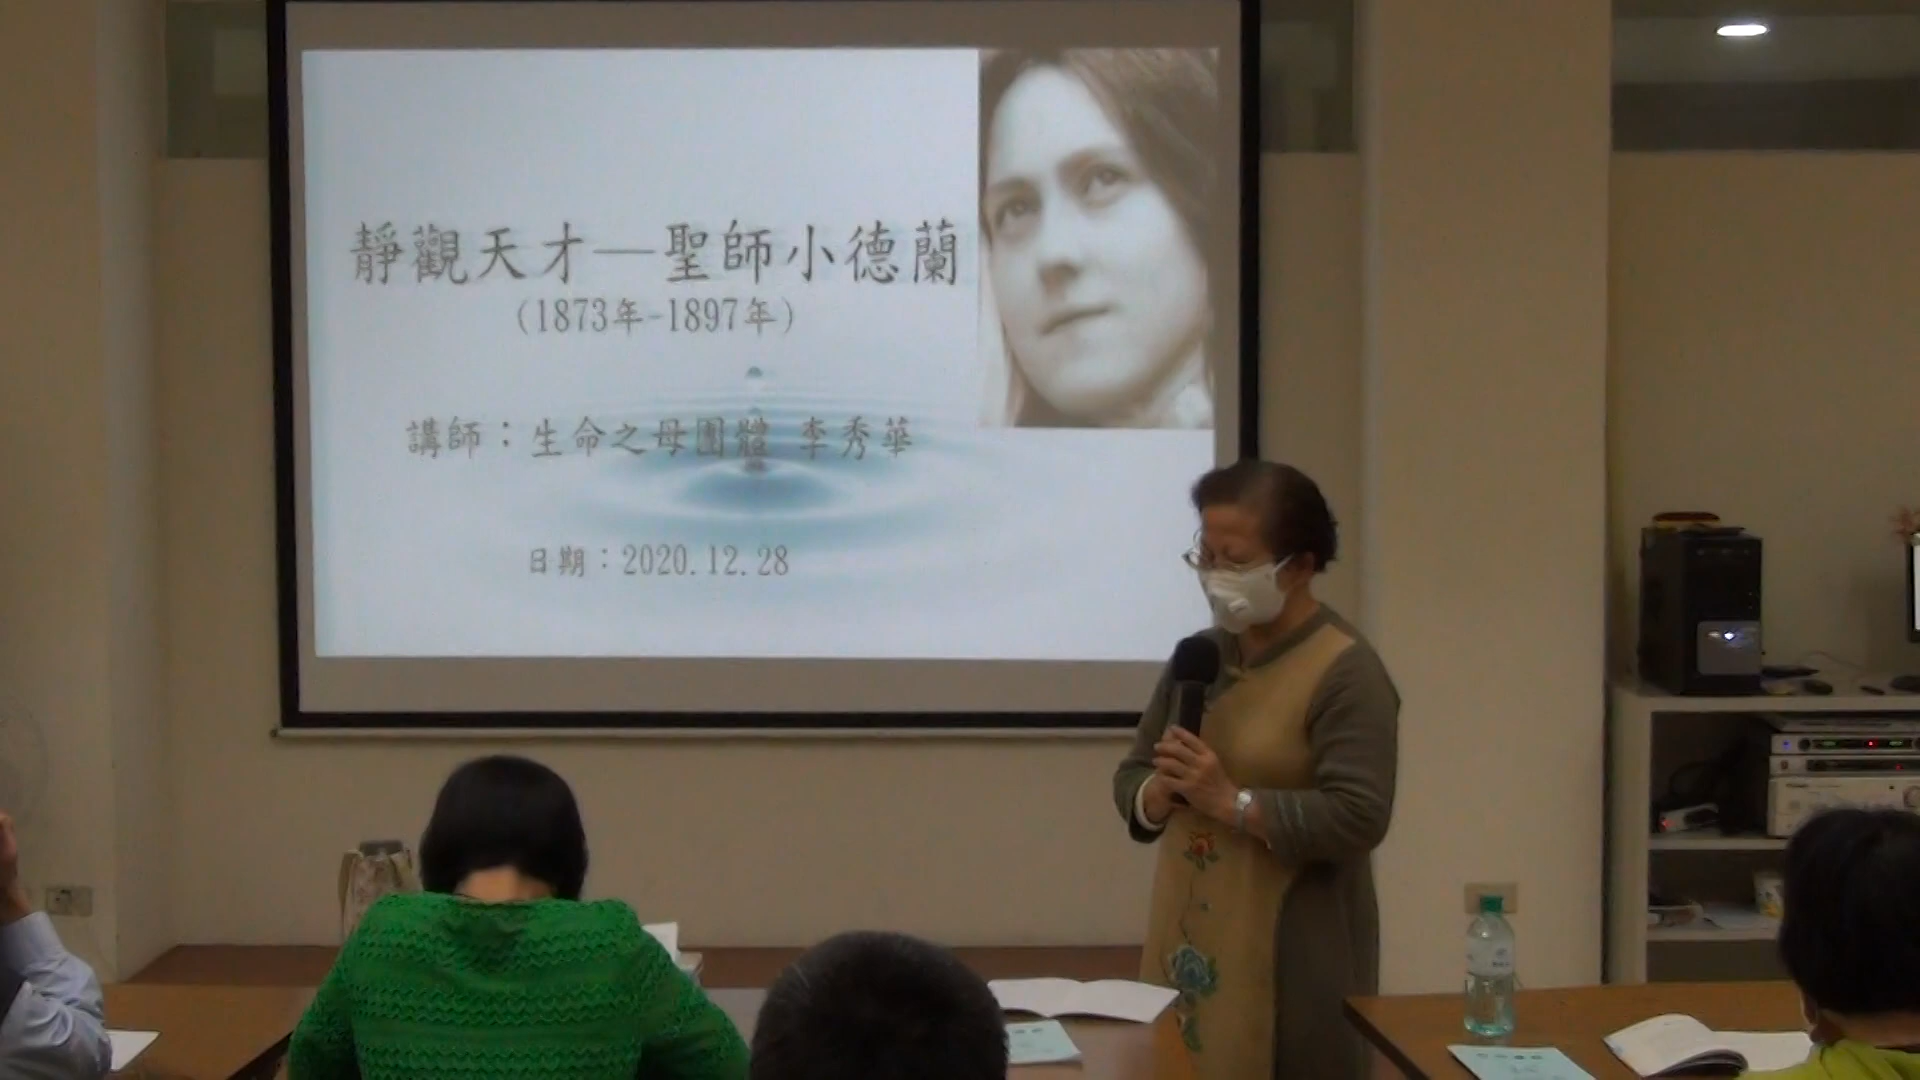 靜觀天才—聖師小德蘭
(1873年-1897年)
講師：生命之母團體 李秀華
日期：2020.12.28